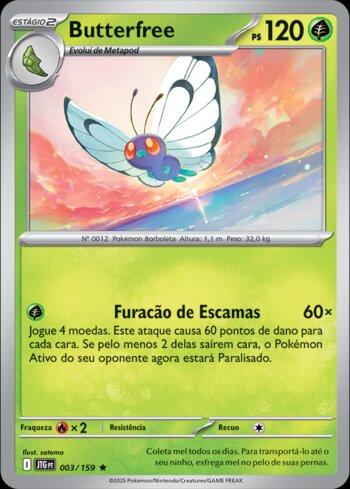 ESTÁGIO 2
Butterfree
PS 120
Evolui de Metapod
Nº 0012 Pokémon Borboleta Altura: 1,1 m Peso: 32,0 kg
Furacão de Escamas 60×
Jogue 4 moedas. Este ataque causa 60 pontos de dano para
cada cara. Se pelo menos 2 delas saírem cara, o Pokémon
Ativo do seu oponente agora estará Paralisado.
Fraqueza ×2 Resistência Recuo
Ilust. satoma
I JTG PT 003/159 ★
Coleta mel todos os dias. Para transportá-lo até o
seu ninho, esfrega mel no pelo de suas pernas.
©2025 Pokémon/Nintendo/Creatures/GAME FREAK